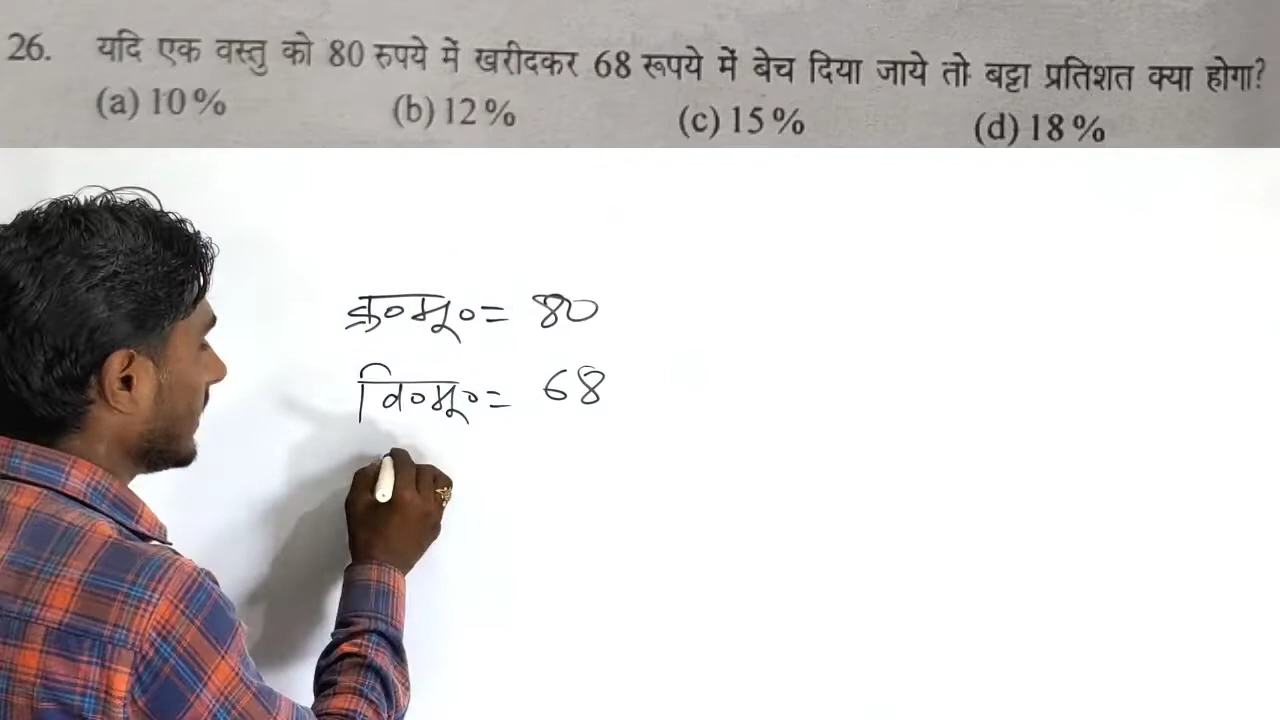 26. यदि एक वस्तु को 80 रुपये में खरीदकर 68 रूपये में बेच दिया जाये तो बट्टा प्रतिशत क्या होगा?
(a) 10% (b) 12% (c) 15% (d) 18%
क्र०मू०= 80
वि०मू०= 68